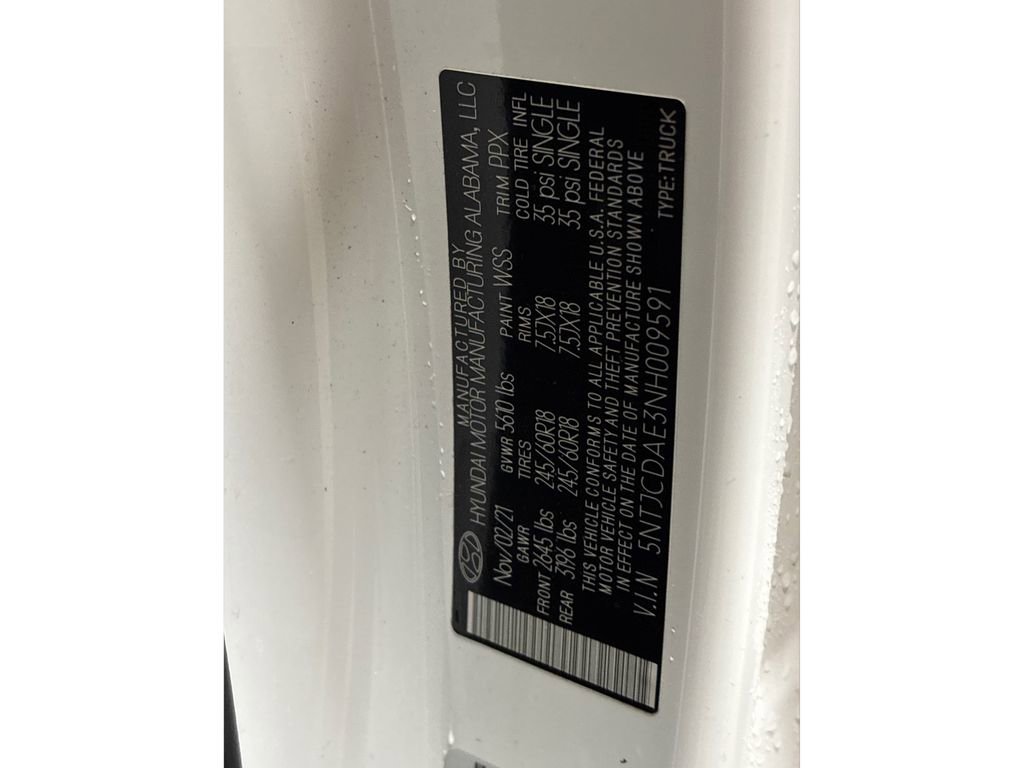 MANUFACTURED BY
HYUNDAI MOTOR MANUFACTURING ALABAMA, LLC
Nov/02/21 GVWR 5610 lbs PAINT WSS TRIM PPX
GAWR TIRES RIMS COLD TIRE INFL
FRONT 2645 lbs 245/60R18 7.5JX18 35 psi SINGLE
REAR 3196 lbs 245/60R18 7.5JX18 35 psi SINGLE
THIS VEHICLE CONFORMS TO ALL APPLICABLE U.S.A. FEDERAL
MOTOR VEHICLE SAFETY AND THEFT PREVENTION STANDARDS
IN EFFECT ON THE DATE OF MANUFACTURE SHOWN ABOVE
V.I.N 5NTJCDAE3NH009591 TYPE:TRUCK